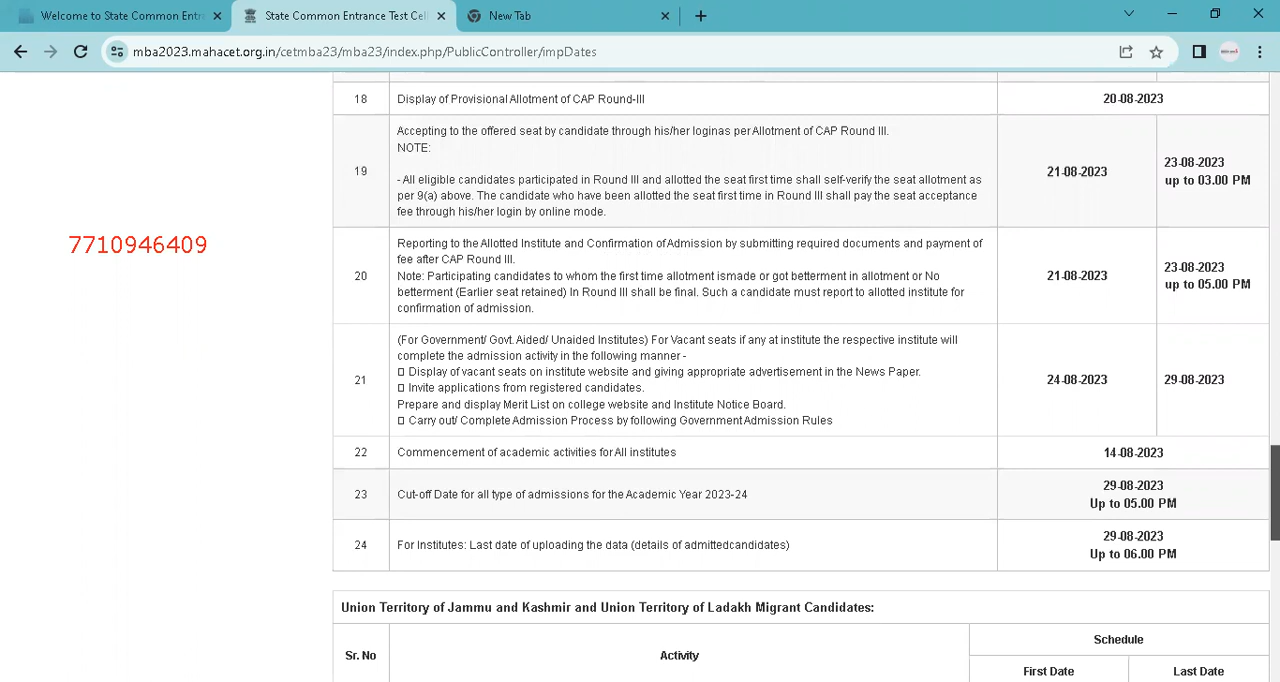 Welcome to State Common Entr
State Common Entrance Test Cell
New Tab
mba2023.mahacet.org.in/cetmba23/mba23/index.php/PublicController/impDates
18 Display of Provisional Allotment of CAP Round-III 20-08-2023
Accepting to the offered seat by candidate through his/her loginas per Allotment of CAP Round III.
NOTE:
19 21-08-2023 23-08-2023
up to 03.00 PM
- All eligible candidates participated in Round III and allotted the seat first time shall self-verify the seat allotment as
per 9(a) above. The candidate who have been allotted the seat first time in Round III shall pay the seat acceptance
fee through his/her login by online mode.
7710946409
Reporting to the Allotted Institute and Confirmation of Admission by submitting required documents and payment of
fee after CAP Round III.
20 21-08-2023 23-08-2023
up to 05.00 PM
Note: Participating candidates to whom the first time allotment ismade or got betterment in allotment or No
betterment (Earlier seat retained) In Round III shall be final. Such a candidate must report to allotted institute for
confirmation of admission.
(For Government/ Govt. Aided/ Unaided Institutes) For Vacant seats if any at institute the respective institute will
complete the admission activity in the following manner -
21 24-08-2023 29-08-2023
Display of vacant seats on institute website and giving appropriate advertisement in the News Paper.
Invite applications from registered candidates.
Prepare and display Merit List on college website and Institute Notice Board.
Carry out/ Complete Admission Process by following Government Admission Rules
22 Commencement of academic activities for All institutes 14-08-2023
23 Cut-off Date for all type of admissions for the Academic Year 2023-24 29-08-2023
Up to 05.00 PM
24 For Institutes: Last date of uploading the data (details of admittedcandidates) 29-08-2023
Up to 06.00 PM
Union Territory of Jammu and Kashmir and Union Territory of Ladakh Migrant Candidates:
Sr. No Activity Schedule
First Date Last Date